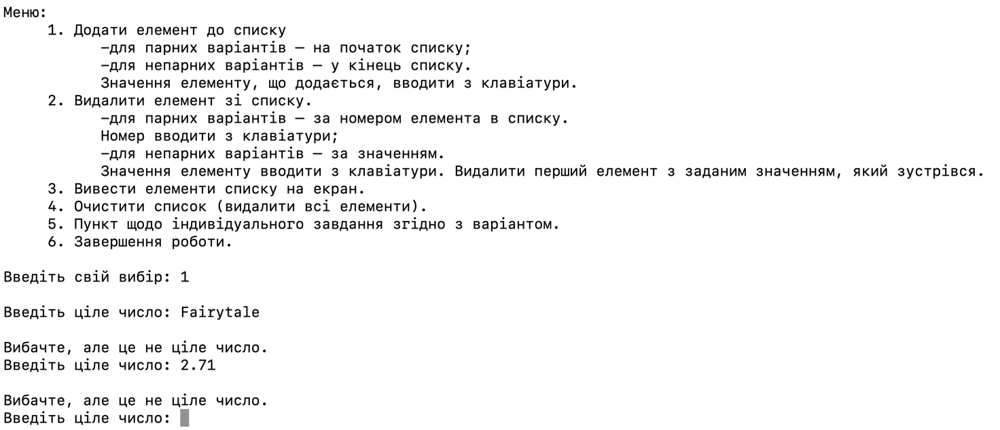 Меню:
1. Додати елемент до списку
–для парних варіантів – на початок списку;
–для непарних варіантів – у кінець списку.
Значення елементу, що додається, вводити з клавіатури.
2. Видалити елемент зі списку.
–для парних варіантів – за номером елемента в списку.
Номер вводити з клавіатури;
–для непарних варіантів – за значенням.
Значення елементу вводити з клавіатури. Видалити перший елемент з заданим значенням, який зустрівся.
3. Вивести елементи списку на екран.
4. Очистити список (видалити всі елементи).
5. Пункт щодо індивідуального завдання згідно з варіантом.
6. Завершення роботи.
Введіть свій вибір: 1
Введіть ціле число: Fairytale
Вибачте, але це не ціле число.
Введіть ціле число: 2.71
Вибачте, але це не ціле число.
Введіть ціле число: